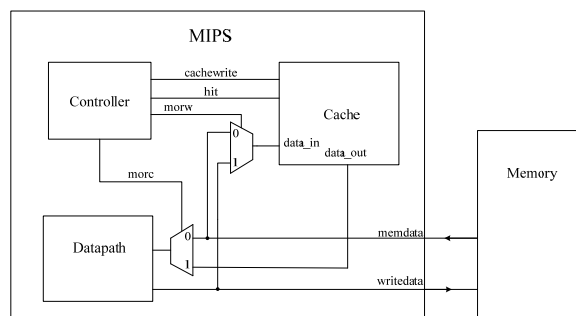 MIPS
cachewrite
Controller
hit
Cache
morw
0
data_in
1
data_out
Memory
morc
Datapath
0
memdata
1
writedata